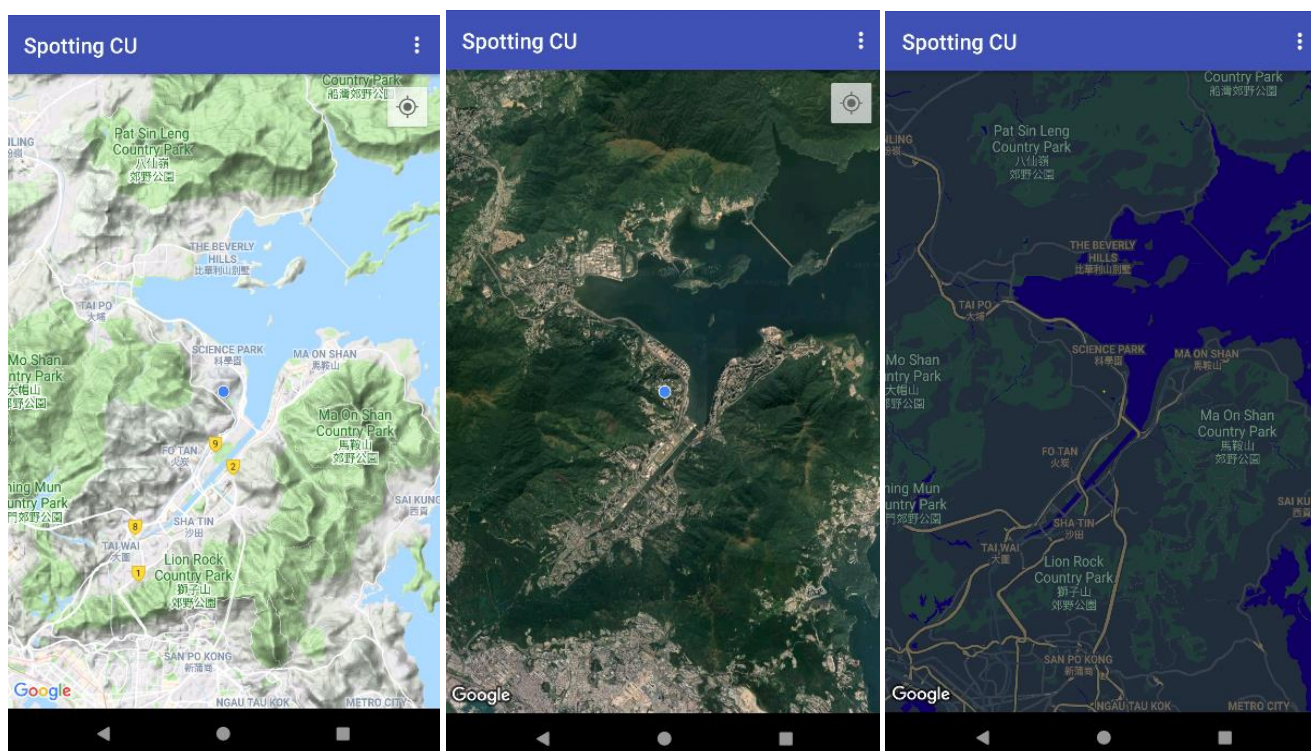 Spotting CU
Country Park
船灣郊野公園
Pat Sin Leng
Country Park
八仙嶺
郊野公園
NLING
粉嶺
THE BEVERLY
HILLS
比華利山別墅
TAI PO
大埔
SCIENCE PARK
科學園
MA ON SHAN
馬鞍山
Mo Shan
ntry Park
大帽山
郊野公園
Ma On Shan
Country Park
馬鞍山
郊野公園
9
FO TAN
火炭
2
ning Mun
untry Park
門郊野公園
SAI KUNG
西貢
8
SHA TIN
沙田
TAI WAI
大圍
Lion Rock
Country Park
獅子山
郊野公園
1
SAN PO KONG
新蒲崗
Google
NGAU TAU KOK
METRO CITY
Spotting CU
Google
Spotting CU
Country Park
船灣郊野公園
Pat Sin Leng
Country Park
八仙嶺
郊野公園
NLING
THE BEVERLY
HILLS
比華利山別墅
TAI PO
大埔
SCIENCE PARK
科學園
MA ON SHAN
馬鞍山
Mo Shan
ntry Park
大帽山
郊野公園
Ma On Shan
Country Park
馬鞍山
郊野公園
FO TAN
火炭
ning Mun
untry Park
門郊野公園
SAI KU
西貢
SHA TIN
沙田
TAI WAI
大圍
Lion Rock
Country Park
獅子山
郊野公園
SAN PO KONG
新蒲崗
Google
NGAU TAU KOK
METRO CITY